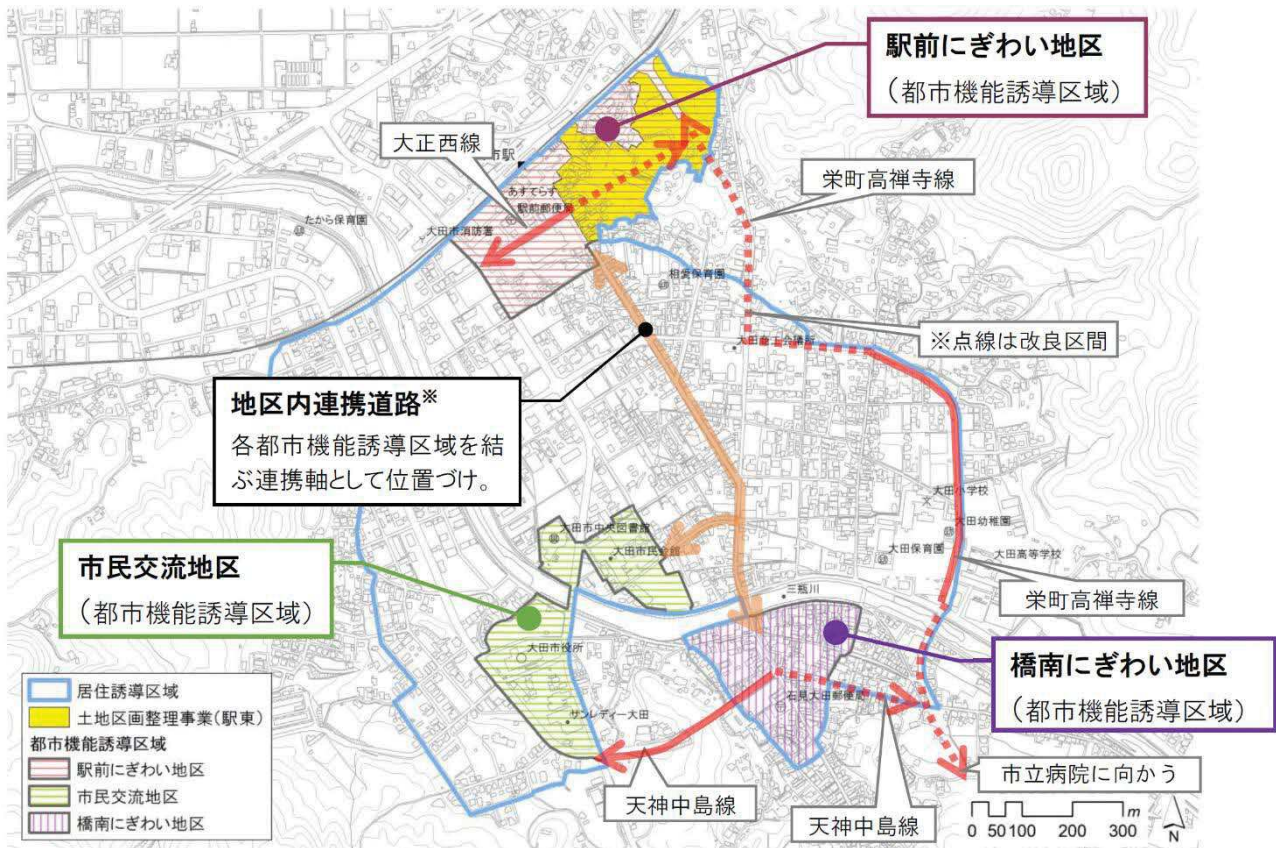 駅前にぎわい地区
（都市機能誘導区域）
大正西線
市駅
栄町高禅寺線
あすてらす
駅前郵便局
たから保育園
大田市消防署
相愛保育園
※点線は改良区間
大田商工会議所
地区内連携道路※
各都市機能誘導区域を結
ぶ連携軸として位置づけ。
大田小学校
大田幼稚園
大田市中央図書館
大田市民会館
大田保育園
大田高等学校
市民交流地区
（都市機能誘導区域）
三瓶川
栄町高禅寺線
大田市役所
橋南にぎわい地区
（都市機能誘導区域）
石見大田郵便局
サンレディー大田
居住誘導区域
土地区画整理事業（駅東）
都市機能誘導区域
駅前にぎわい地区
市民交流地区
橋南にぎわい地区
天神中島線
天神中島線
市立病院に向かう
m
0 50 100 200 300
N